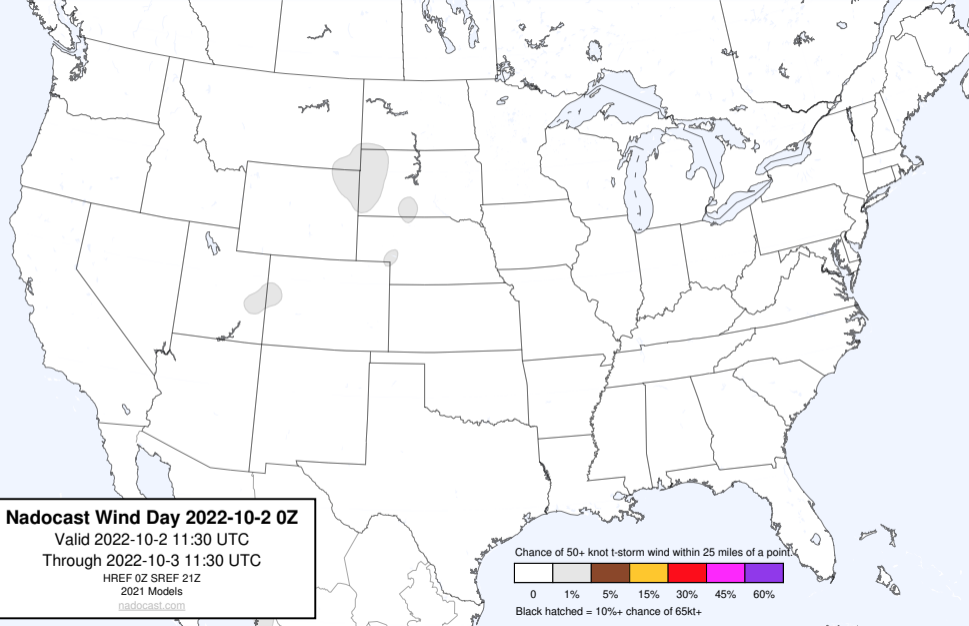 Nadocast Wind Day 2022-10-2 0Z
Valid 2022-10-2 11:30 UTC
Through 2022-10-3 11:30 UTC
HREF 0Z SREF 21Z
2021 Models
nadocast.com
Chance of 50+ knot t-storm wind within 25 miles of a point.
0 1% 5% 15% 30% 45% 60%
Black hatched = 10%+ chance of 65kt+